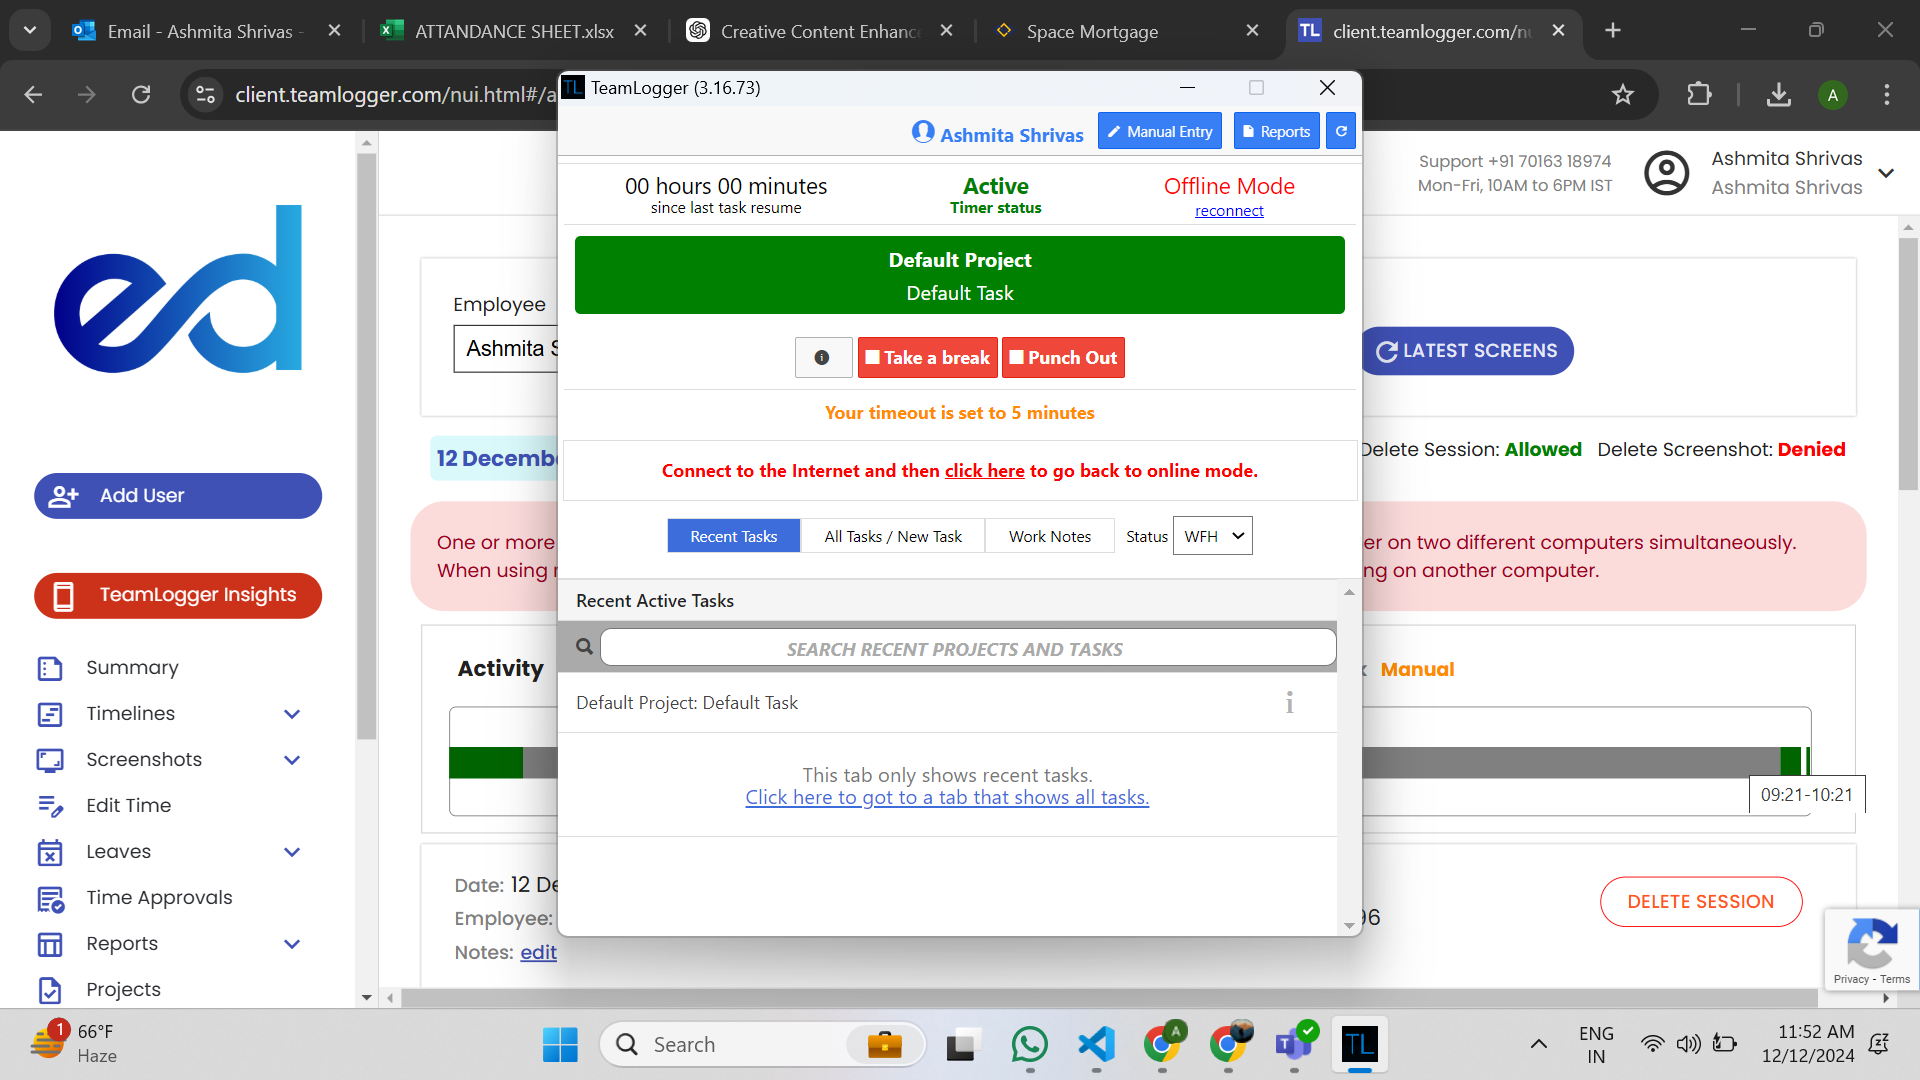 Email - Ashmita Shrivas -
ATTANDANCE SHEET.xlsx
Creative Content Enhance
Space Mortgage
TL
client.teamlogger.com/nu
client.teamlogger.com/nui.html#/a
A
TL
TeamLogger (3.16.73)
Ashmita Shrivas
Manual Entry
Reports
00 hours 00 minutes
since last task resume
Active
Timer status
Offline Mode
reconnect
Default Project
Default Task
Take a break
Punch Out
Your timeout is set to 5 minutes
Connect to the Internet and then click here to go back to online mode.
Recent Tasks
All Tasks / New Task
Work Notes
Status
WFH
Recent Active Tasks
SEARCH RECENT PROJECTS AND TASKS
Default Project: Default Task
i
This tab only shows recent tasks.
Click here to got to a tab that shows all tasks.
Support +91 70163 18974
Mon-Fri, 10AM to 6PM IST
Ashmita Shrivas
Ashmita Shrivas
ed
Add User
TeamLogger Insights
Summary
Timelines
Screenshots
Edit Time
Leaves
Time Approvals
Reports
Projects
Employee
Ashmita S
LATEST SCREENS
12 Decembe
Delete Session: Allowed Delete Screenshot: Denied
One or more
er on two different computers simultaneously.
When using
ng on another computer.
Activity
Manual
09:21-10:21
Date: 12 De
Employee:
96
Notes: edit
DELETE SESSION
Privacy - Terms
1
66°F
Haze
Search
A
T
TL
ENG
IN
11:52 AM
12/12/2024